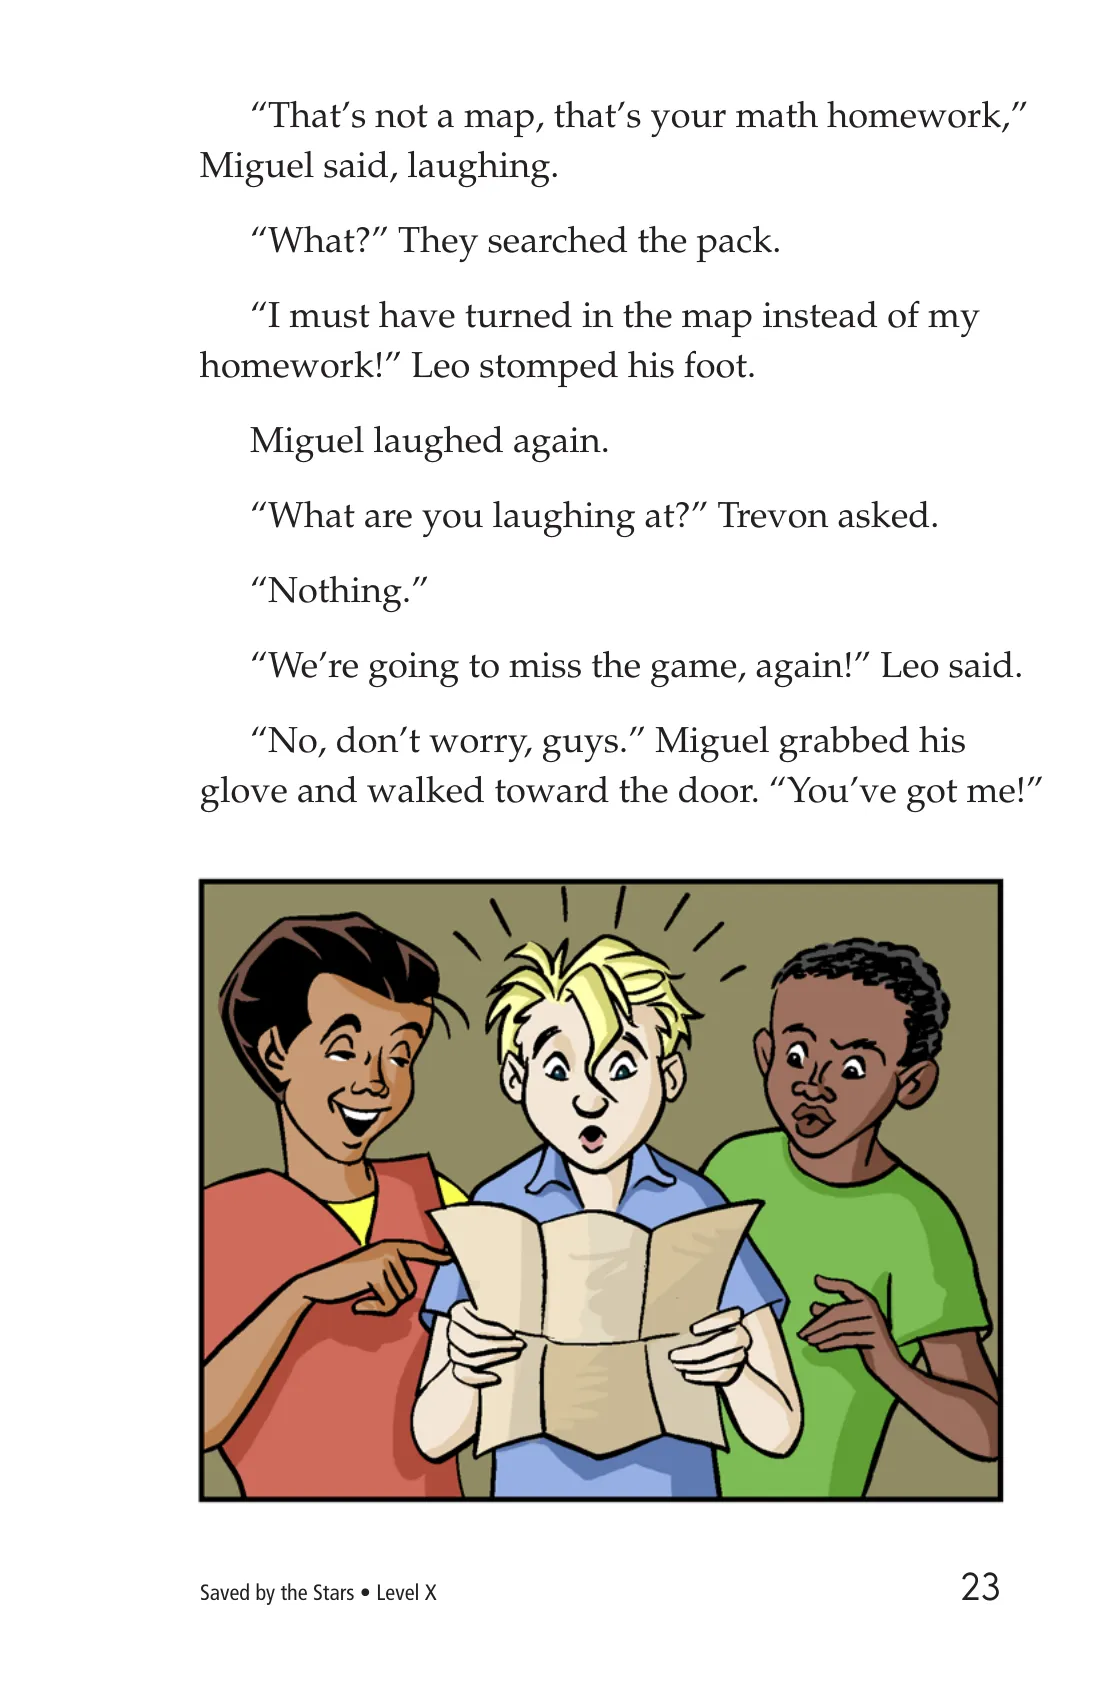 “That’s not a map, that’s your math homework,”
Miguel said, laughing.
“What?” They searched the pack.
“I must have turned in the map instead of my
homework!” Leo stomped his foot.
Miguel laughed again.
“What are you laughing at?” Trevon asked.
“Nothing.”
“We’re going to miss the game, again!” Leo said.
“No, don’t worry, guys.” Miguel grabbed his
glove and walked toward the door. “You’ve got me!”
Saved by the Stars • Level X
23